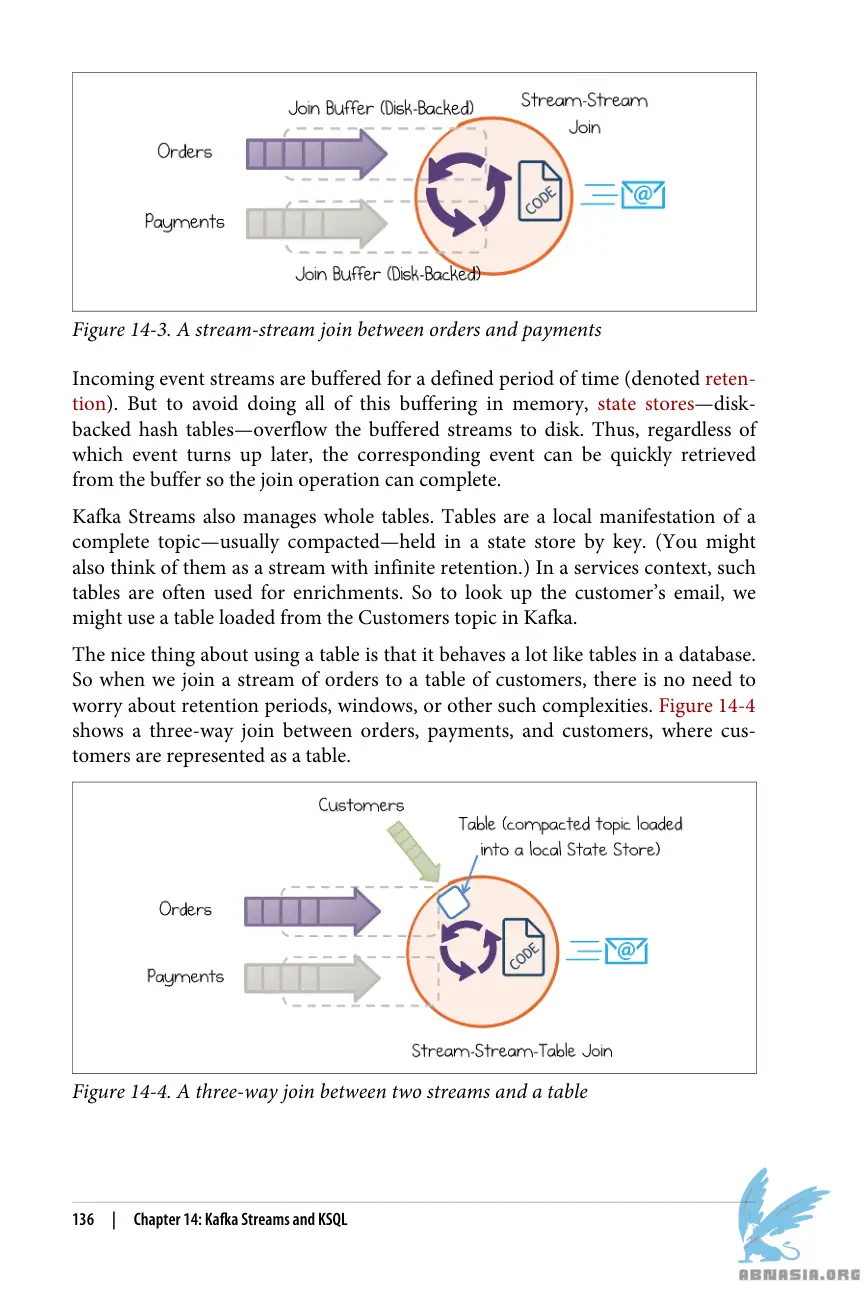 Join Buffer (Disk-Backed)
Stream-Stream
Join
Orders
CODE
@
Payments
Join Buffer (Disk-Backed)
Figure 14-3. A stream-stream join between orders and payments
Incoming event streams are buffered for a defined period of time (denoted reten-
tion). But to avoid doing all of this buffering in memory, state stores—disk-
backed hash tables—overflow the buffered streams to disk. Thus, regardless of
which event turns up later, the corresponding event can be quickly retrieved
from the buffer so the join operation can complete.
Kafka Streams also manages whole tables. Tables are a local manifestation of a
complete topic—usually compacted—held in a state store by key. (You might
also think of them as a stream with infinite retention.) In a services context, such
tables are often used for enrichments. So to look up the customer’s email, we
might use a table loaded from the Customers topic in Kafka.
The nice thing about using a table is that it behaves a lot like tables in a database.
So when we join a stream of orders to a table of customers, there is no need to
worry about retention periods, windows, or other such complexities. Figure 14-4
shows a three-way join between orders, payments, and customers, where cus-
tomers are represented as a table.
Customers
Table (compacted topic loaded
into a local State Store)
Orders
CODE
@
Payments
Stream-Stream-Table Join
Figure 14-4. A three-way join between two streams and a table
136 | Chapter 14: Kafka Streams and KSQL
ABNASIA.ORG